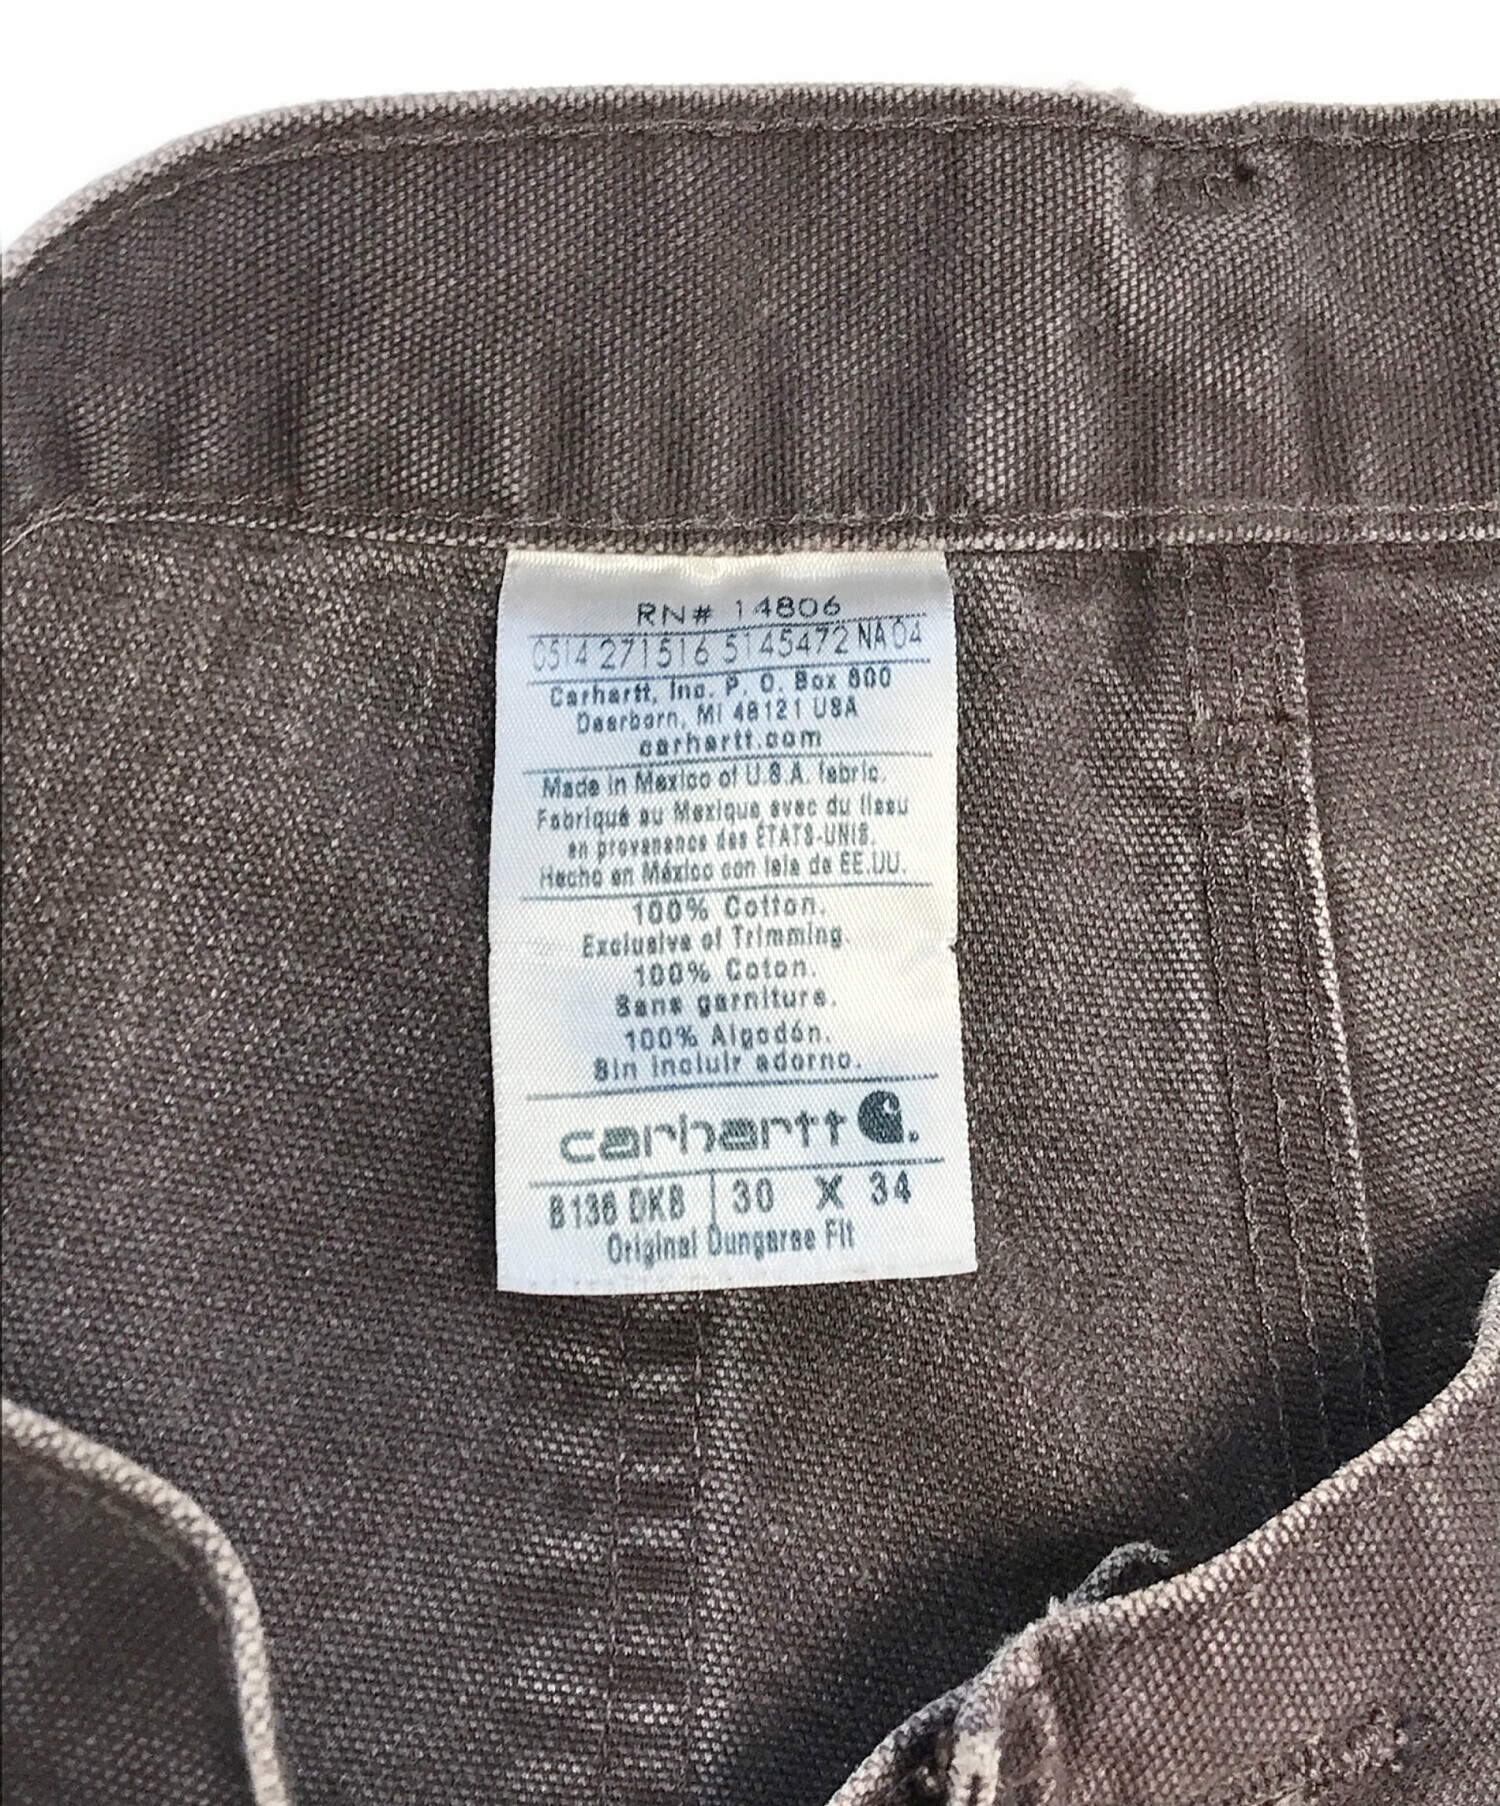 RN# 14806
0514 271516 5145472 NA04
Carhartt, Inc. P. O. Box 600
Dearborn, MI 48121 USA
carhartt.com
Made in Mexico of U.S.A. fabric.
Fabriqué au Mexique avec du tissu
en provenance des ÉTATS-UNIS.
Hecho en México con tela de EE.UU.
100% Cotton.
Exclusive of Trimming.
100% Coton.
Sans garniture.
100% Algodón.
Sin incluir adorno.
carhartt
B136 DKB 30 X 34
Original Dungaree Fit